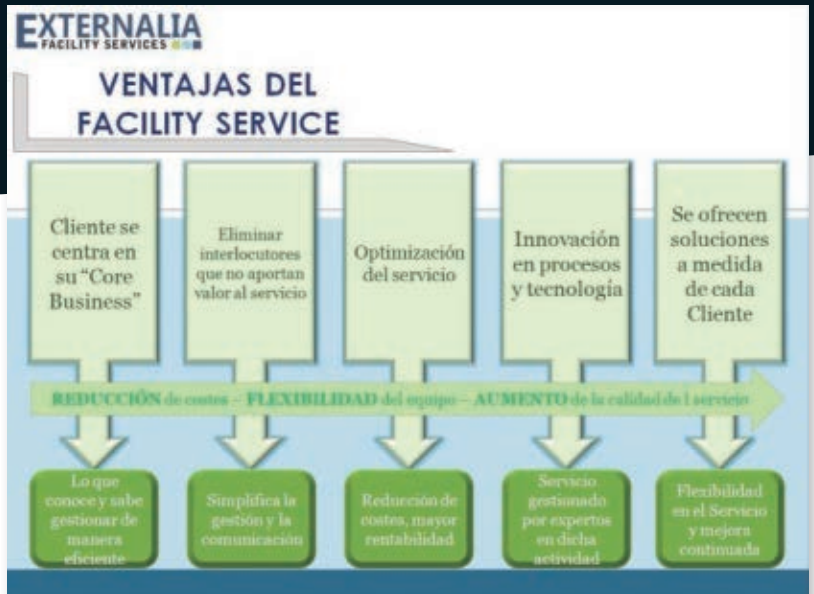 EXTERNALIA
FACILITY SERVICES
VENTAJAS DEL
FACILITY SERVICE
Cliente se
centra en
su “Core
Business”
Eliminar
interlocutores
que no aportan
valor al servicio
Optimización
del servicio
Innovación
en procesos
y tecnología
Se ofrecen
soluciones
a medida
de cada
Cliente
REDUCCIÓN de costes – FLEXIBILIDAD del equipo – AUMENTO de la calidad de l servicio
Lo que
conoce y sabe
gestionar de
manera
eficiente
Simplifica la
gestión y la
comunicación
Reducción de
costes, mayor
rentabilidad
Servicio
gestionado
por expertos
en dicha
actividad
Flexibilidad
en el Servicio
y mejora
continuada